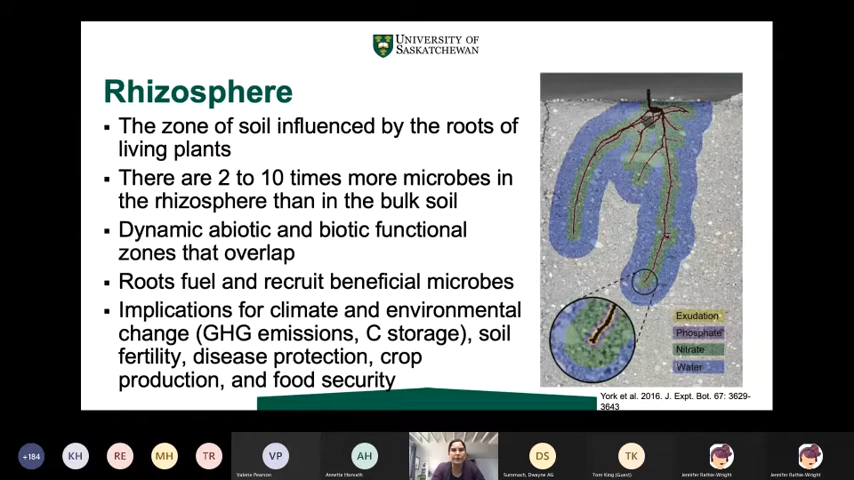 UNIVERSITY OF
SASKATCHEWAN
Rhizosphere
▪ The zone of soil influenced by the roots of
living plants
▪ There are 2 to 10 times more microbes in
the rhizosphere than in the bulk soil
▪ Dynamic abiotic and biotic functional
zones that overlap
▪ Roots fuel and recruit beneficial microbes
▪ Implications for climate and environmental
change (GHG emissions, C storage), soil
fertility, disease protection, crop
production, and food security
Exudation
Phosphate
Nitrate
Water
York et al. 2016. J. Expt. Bot. 67: 3629-
3643
+184
KH
RE
MH
TR
VP
Valerie Pearson
AH
Annette Horvath
DS
Summach, Dwayne AG
TK
Tom King (Guest)
Jennifer Rattie-Wright
Jennifer Rattie-Wright